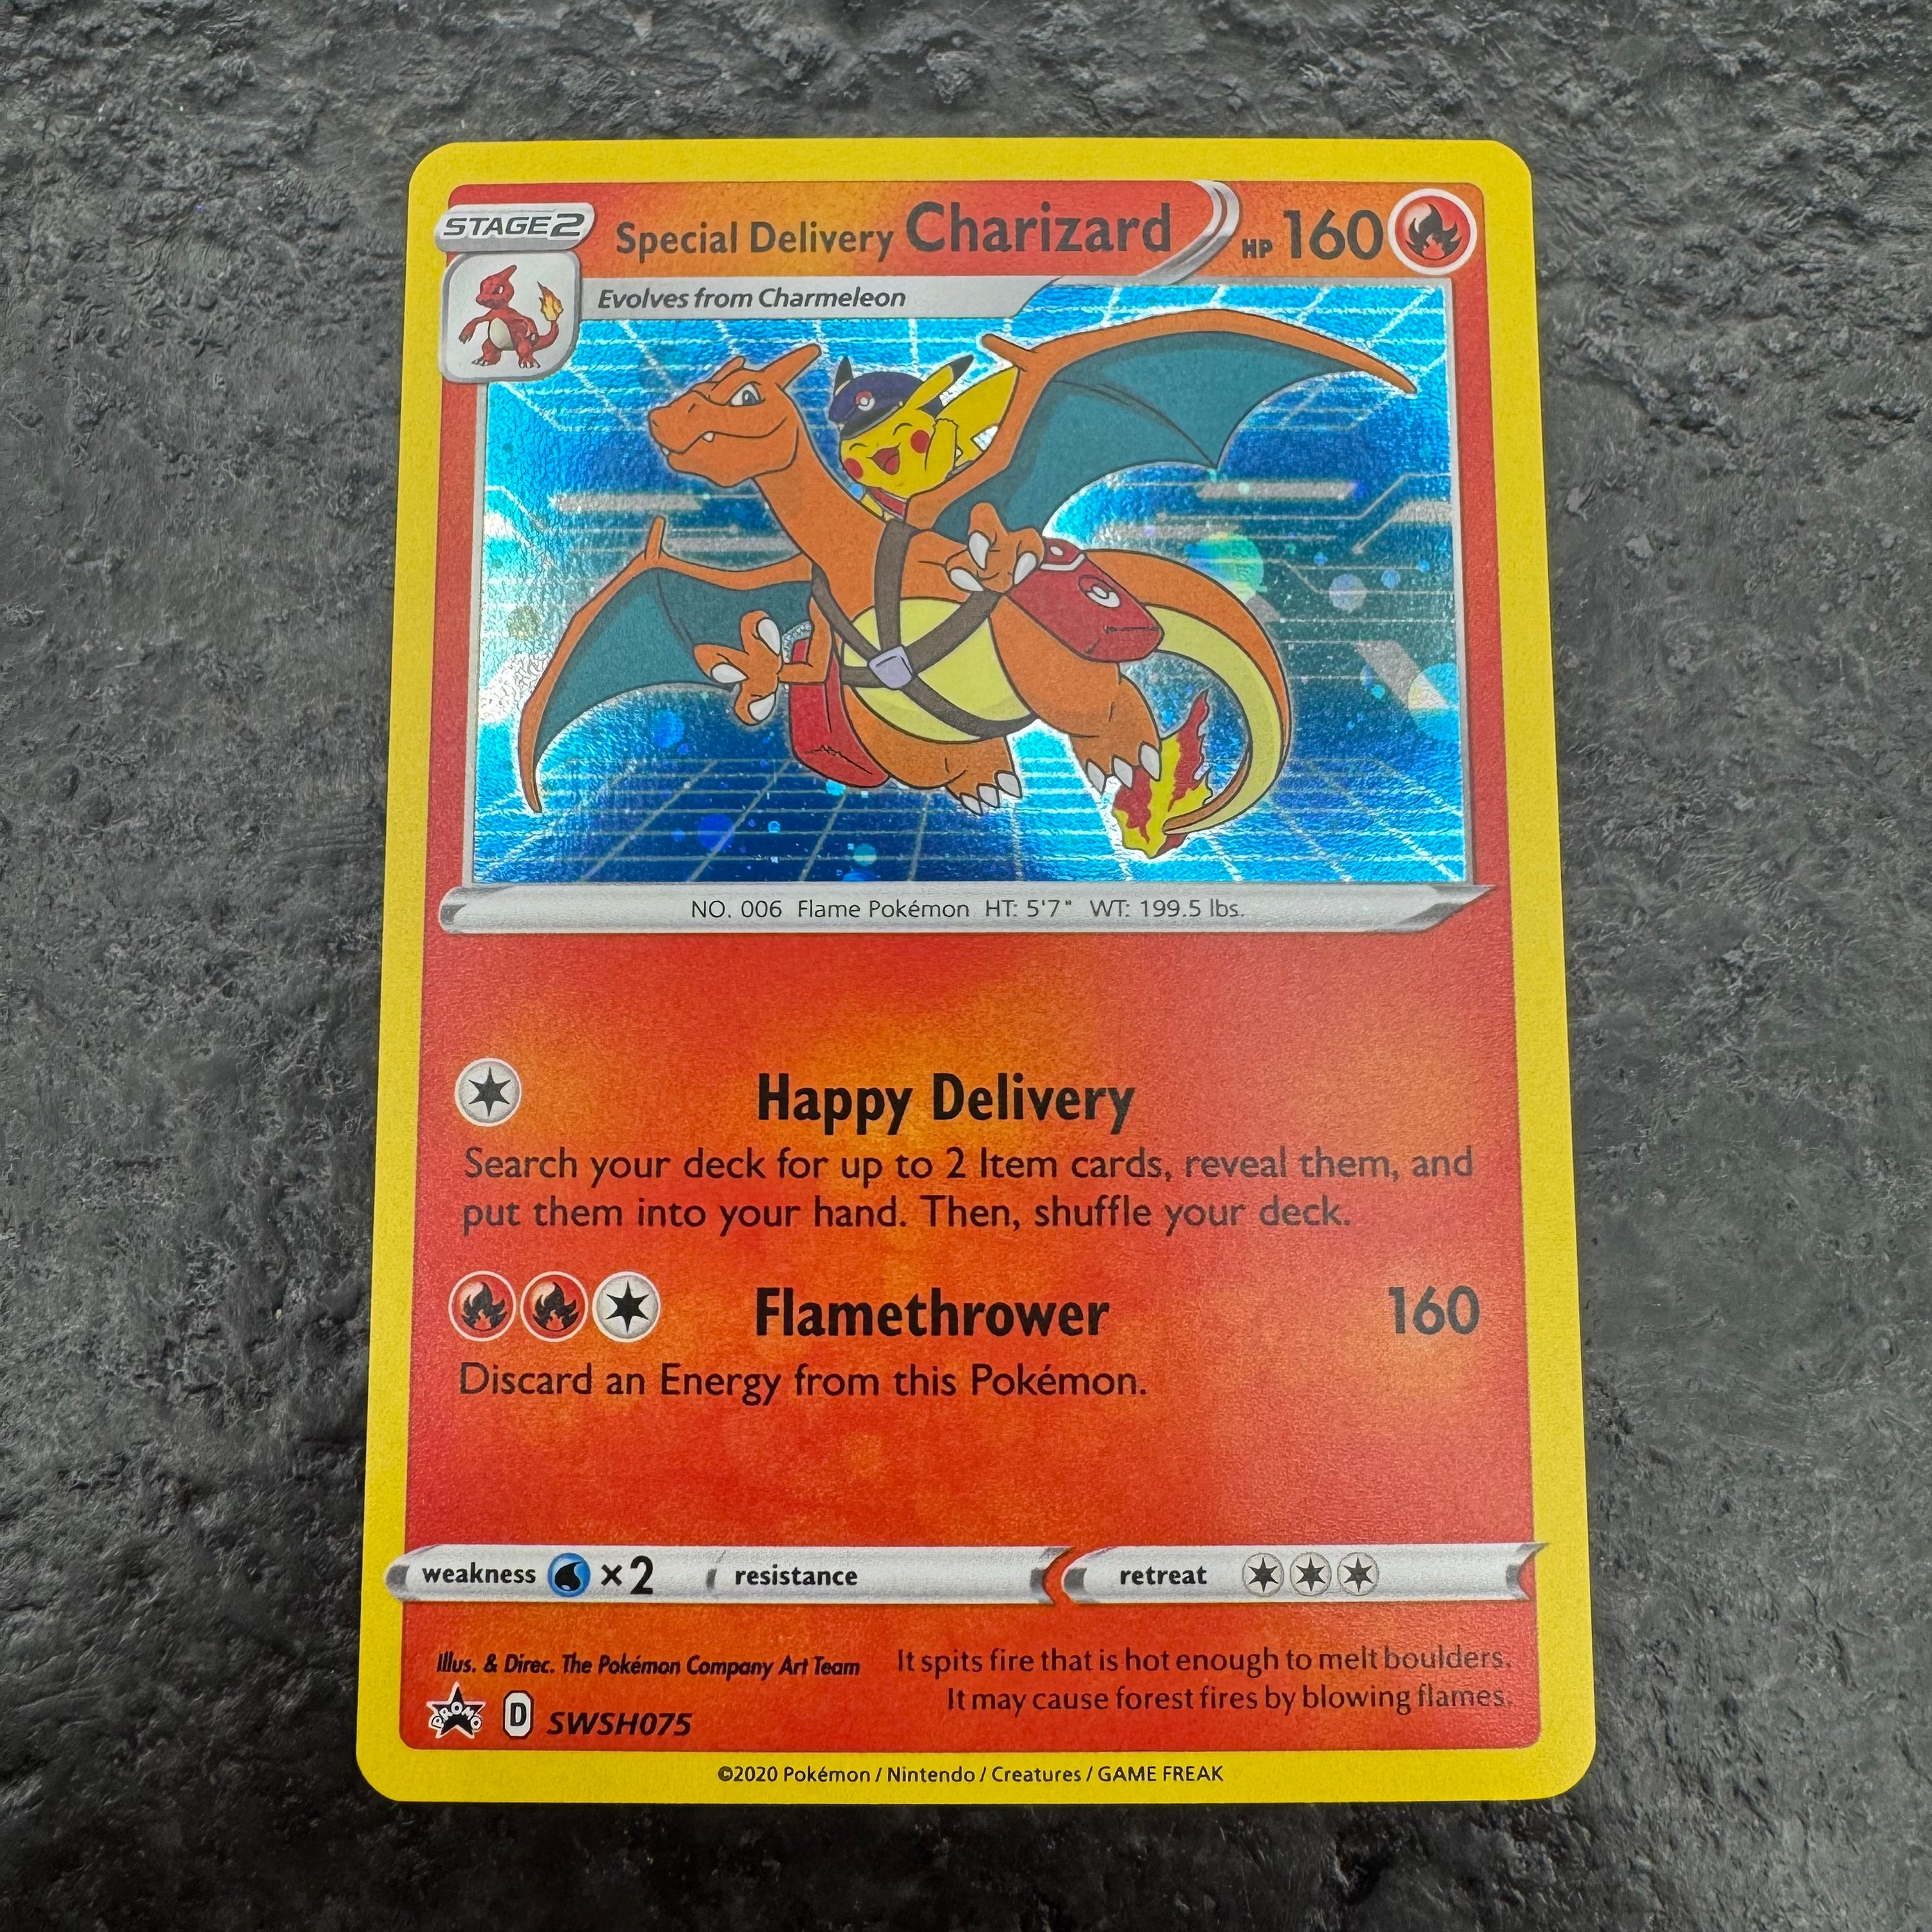 STAGE2
Special Delivery Charizard HP 160
Evolves from Charmeleon
NO. 006 Flame Pokémon HT: 5'7" WT: 199.5 lbs.
Happy Delivery
Search your deck for up to 2 Item cards, reveal them, and
put them into your hand. Then, shuffle your deck.
Flamethrower 160
Discard an Energy from this Pokémon.
weakness ×2 resistance retreat
Illus. & Direc. The Pokémon Company Art Team
It spits fire that is hot enough to melt boulders.
It may cause forest fires by blowing flames.
PROMO D SWSH075
©2020 Pokémon / Nintendo / Creatures / GAME FREAK